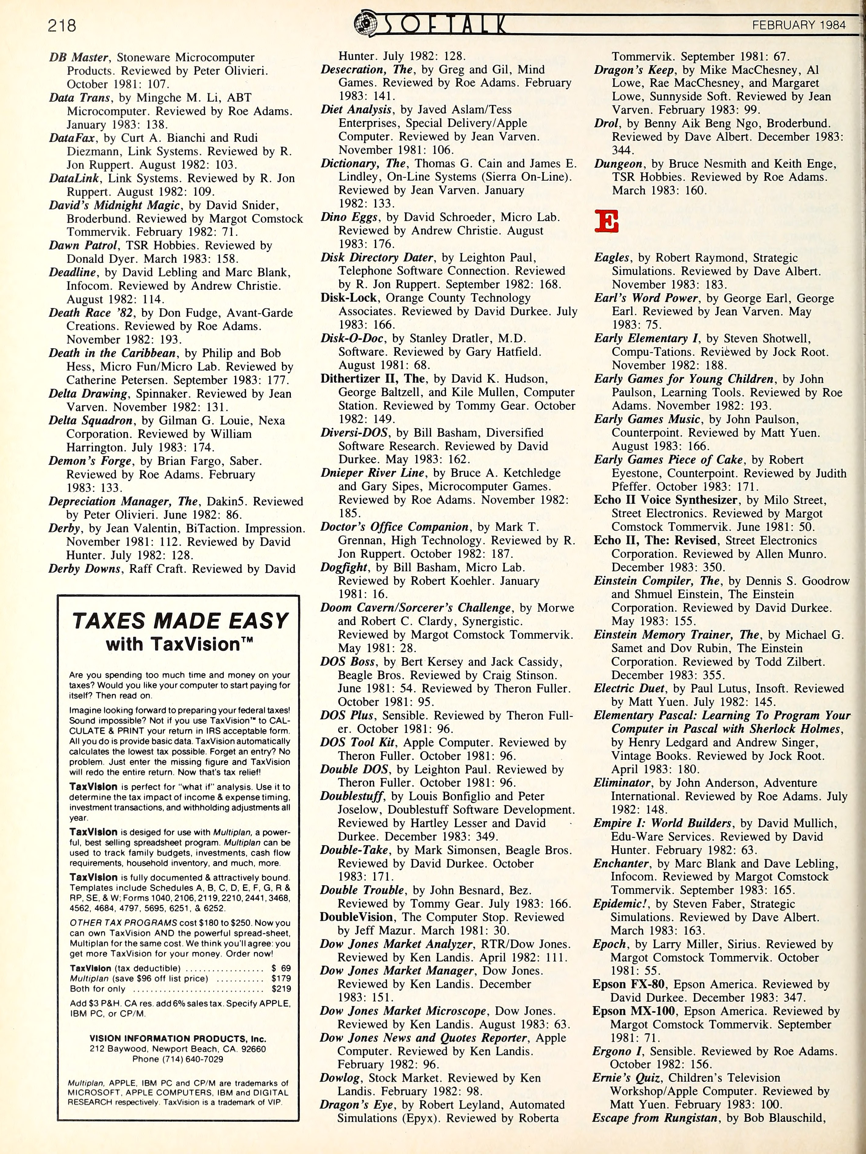 218
SOFTALK
FEBRUARY 1984
DB Master, Stoneware Microcomputer
Products. Reviewed by Peter Olivieri.
October 1981: 107.
Data Trans, by Mingche M. Li, ABT
Microcomputer. Reviewed by Roe Adams.
January 1983: 138.
DataFax, by Curt A. Bianchi and Rudi
Diezmann, Link Systems. Reviewed by R.
Jon Ruppert. August 1982: 103.
DataLink, Link Systems. Reviewed by R. Jon
Ruppert. August 1982: 109.
David's Midnight Magic, by David Snider,
Broderbund. Reviewed by Margot Comstock
Tommervik. February 1982: 71.
Dawn Patrol, TSR Hobbies. Reviewed by
Donald Dyer. March 1983: 158.
Deadline, by David Lebling and Marc Blank,
Infocom. Reviewed by Andrew Christie.
August 1982: 114.
Death Race '82, by Don Fudge, Avant-Garde
Creations. Reviewed by Roe Adams.
November 1982: 193.
Death in the Caribbean, by Philip and Bob
Hess, Micro Fun/Micro Lab. Reviewed by
Catherine Petersen. September 1983: 177.
Delta Drawing, Spinnaker. Reviewed by Jean
Varven. November 1982: 131.
Delta Squadron, by Gilman G. Louie, Nexa
Corporation. Reviewed by William
Harrington. July 1983: 174.
Demon's Forge, by Brian Fargo, Saber.
Reviewed by Roe Adams. February
1983: 133.
Depreciation Manager, The, Dakin5. Reviewed
by Peter Olivieri. June 1982: 86.
Derby, by Jean Valentin, BiTaction. Impression.
November 1981: 112. Reviewed by David
Hunter. July 1982: 128.
Derby Downs, Raff Craft. Reviewed by David
TAXES MADE EASY
with TaxVision™
Are you spending too much time and money on your
taxes? Would you like your computer to start paying for
itself? Then read on.
Imagine looking forward to preparing your federal taxes!
Sound impossible? Not if you use TaxVision™ to CAL-
CULATE & PRINT your return in IRS acceptable form.
All you do is provide basic data. TaxVision automatically
calculates the lowest tax possible. Forget an entry? No
problem. Just enter the missing figure and TaxVision
will redo the entire return. Now that's tax relief!
TaxVision is perfect for "what if" analysis. Use it to
determine the tax impact of income & expense timing,
investment transactions, and withholding adjustments all
year.
TaxVision is desiged for use with Multiplan, a power-
ful, best selling spreadsheet program. Multiplan can be
used to track family budgets, investments, cash flow
requirements, household inventory, and much, more.
TaxVision is fully documented & attractively bound.
Templates include Schedules A, B, C, D, E, F, G, R &
RP, SE, & W; Forms 1040, 2106, 2119, 2210, 2441, 3468,
4562, 4684, 4797, 5695, 6251, & 6252.
OTHER TAX PROGRAMS cost $180 to $250. Now you
can own TaxVision AND the powerful spread-sheet,
Multiplan for the same cost. We think you'll agree: you
get more TaxVision for your money. Order now!
TaxVision (tax deductible) ................ $ 69
Multiplan (save $96 off list price) .......... $179
Both for only ........................... $219
Add $3 P&H. CA res. add 6% sales tax. Specify APPLE,
IBM PC, or CP/M.
VISION INFORMATION PRODUCTS, Inc.
212 Baywood, Newport Beach, CA. 92660
Phone (714) 640-7029
Multiplan, APPLE, IBM PC and CP/M are trademarks of
MICROSOFT, APPLE COMPUTERS, IBM and DIGITAL
RESEARCH respectively. TaxVision is a trademark of VIP.
Hunter. July 1982: 128.
Desecration, The, by Greg and Gil, Mind
Games. Reviewed by Roe Adams. February
1983: 141.
Diet Analysis, by Javed Aslam/Tess
Enterprises, Special Delivery/Apple
Computer. Reviewed by Jean Varven.
November 1981: 106.
Dictionary, The, Thomas G. Cain and James E.
Lindley, On-Line Systems (Sierra On-Line).
Reviewed by Jean Varven. January
1982: 133.
Dino Eggs, by David Schroeder, Micro Lab.
Reviewed by Andrew Christie. August
1983: 176.
Disk Directory Dater, by Leighton Paul,
Telephone Software Connection. Reviewed
by R. Jon Ruppert. September 1982: 168.
Disk-Lock, Orange County Technology
Associates. Reviewed by David Durkee. July
1983: 166.
Disk-O-Doc, by Stanley Dratler, M.D.
Software. Reviewed by Gary Hatfield.
August 1981: 68.
Dithertizer II, The, by David K. Hudson,
George Baltzell, and Kile Mullen, Computer
Station. Reviewed by Tommy Gear. October
1982: 149.
Diversi-DOS, by Bill Basham, Diversified
Software Research. Reviewed by David
Durkee. May 1983: 162.
Dnieper River Line, by Bruce A. Ketchledge
and Gary Sipes, Microcomputer Games.
Reviewed by Roe Adams. November 1982:
185.
Doctor's Office Companion, by Mark T.
Grennan, High Technology. Reviewed by R.
Jon Ruppert. October 1982: 187.
Dogfight, by Bill Basham, Micro Lab.
Reviewed by Robert Koehler. January
1981: 16.
Doom Cavern/Sorcerer's Challenge, by Morwe
and Robert C. Clardy, Synergistic.
Reviewed by Margot Comstock Tommervik.
May 1981: 28.
DOS Boss, by Bert Kersey and Jack Cassidy,
Beagle Bros. Reviewed by Craig Stinson.
June 1981: 54. Reviewed by Theron Fuller.
October 1981: 95.
DOS Plus, Sensible. Reviewed by Theron Full-
er. October 1981: 96.
DOS Tool Kit, Apple Computer. Reviewed by
Theron Fuller. October 1981: 96.
Double DOS, by Leighton Paul. Reviewed by
Theron Fuller. October 1981: 96.
Doublestuff, by Louis Bonfiglio and Peter
Joselow, Doublestuff Software Development.
Reviewed by Hartley Lesser and David
Durkee. December 1983: 349.
Double-Take, by Mark Simonsen, Beagle Bros.
Reviewed by David Durkee. October
1983: 171.
Double Trouble, by John Besnard, Bez.
Reviewed by Tommy Gear. July 1983: 166.
DoubleVision, The Computer Stop. Reviewed
by Jeff Mazur. March 1981: 30.
Dow Jones Market Analyzer, RTR/Dow Jones.
Reviewed by Ken Landis. April 1982: 111.
Dow Jones Market Manager, Dow Jones.
Reviewed by Ken Landis. December
1983: 151.
Dow Jones Market Microscope, Dow Jones.
Reviewed by Ken Landis. August 1983: 63.
Dow Jones News and Quotes Reporter, Apple
Computer. Reviewed by Ken Landis.
February 1982: 96.
Dowlog, Stock Market. Reviewed by Ken
Landis. February 1982: 98.
Dragon's Eye, by Robert Leyland, Automated
Simulations (Epyx). Reviewed by Roberta
Tommervik. September 1981: 67.
Dragon's Keep, by Mike MacChesney, Al
Lowe, Rae MacChesney, and Margaret
Lowe, Sunnyside Soft. Reviewed by Jean
Varven. February 1983: 99.
Drol, by Benny Aik Beng Ngo, Broderbund.
Reviewed by Dave Albert. December 1983:
344.
Dungeon, by Bruce Nesmith and Keith Enge,
TSR Hobbies. Reviewed by Roe Adams.
March 1983: 160.
E
Eagles, by Robert Raymond, Strategic
Simulations. Reviewed by Dave Albert.
November 1983: 183.
Earl's Word Power, by George Earl, George
Earl. Reviewed by Jean Varven. May
1983: 75.
Early Elementary I, by Steven Shotwell,
Compu-Tations. Reviewed by Jock Root.
November 1982: 188.
Early Games for Young Children, by John
Paulson, Learning Tools. Reviewed by Roe
Adams. November 1982: 193.
Early Games Music, by John Paulson,
Counterpoint. Reviewed by Matt Yuen.
August 1983: 166.
Early Games Piece of Cake, by Robert
Eyestone, Counterpoint. Reviewed by Judith
Pfeffer. October 1983: 171.
Echo II Voice Synthesizer, by Milo Street,
Street Electronics. Reviewed by Margot
Comstock Tommervik. June 1981: 50.
Echo II, The: Revised, Street Electronics
Corporation. Reviewed by Allen Munro.
December 1983: 350.
Einstein Compiler, The, by Dennis S. Goodrow
and Shmuel Einstein, The Einstein
Corporation. Reviewed by David Durkee.
May 1983: 155.
Einstein Memory Trainer, The, by Michael G.
Samet and Dov Rubin, The Einstein
Corporation. Reviewed by Todd Zilbert.
December 1983: 355.
Electric Duet, by Paul Lutus, Insoft. Reviewed
by Matt Yuen. July 1982: 145.
Elementary Pascal: Learning To Program Your
Computer in Pascal with Sherlock Holmes,
by Henry Ledgard and Andrew Singer,
Vintage Books. Reviewed by Jock Root.
April 1983: 180.
Eliminator, by John Anderson, Adventure
International. Reviewed by Roe Adams. July
1982: 148.
Empire I: World Builders, by David Mullich,
Edu-Ware Services. Reviewed by David
Hunter. February 1982: 63.
Enchanter, by Marc Blank and Dave Lebling,
Infocom. Reviewed by Margot Comstock
Tommervik. September 1983: 165.
Epidemic!, by Steven Faber, Strategic
Simulations. Reviewed by Dave Albert.
March 1983: 163.
Epoch, by Larry Miller, Sirius. Reviewed by
Margot Comstock Tommervik. October
1981: 55.
Epson FX-80, Epson America. Reviewed by
David Durkee. December 1983: 347.
Epson MX-100, Epson America. Reviewed by
Margot Comstock Tommervik. September
1981: 71.
Ergono I, Sensible. Reviewed by Roe Adams.
October 1982: 156.
Ernie's Quiz, Children's Television
Workshop/Apple Computer. Reviewed by
Matt Yuen. February 1983: 100.
Escape from Rungistan, by Bob Blauschild,